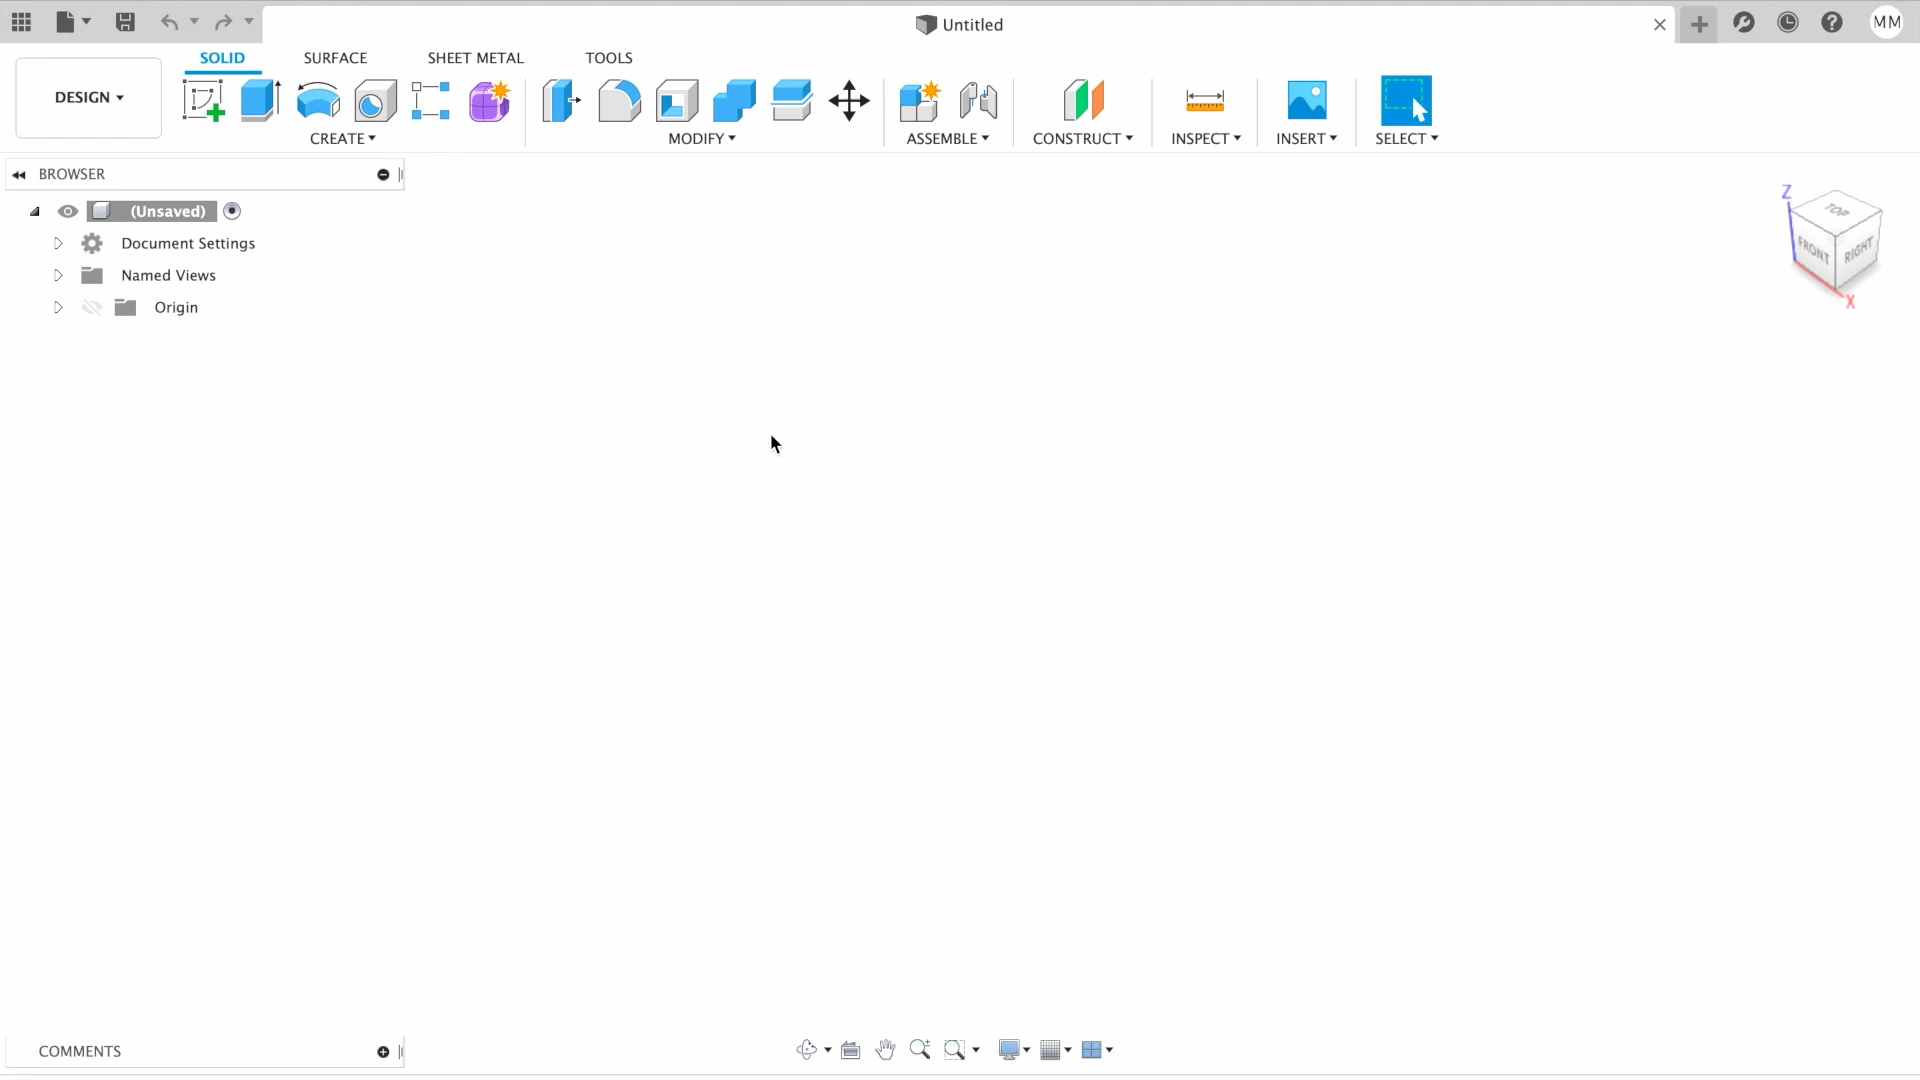 Untitled
MM
SOLID
SURFACE
SHEET METAL
TOOLS
DESIGN
CREATE
MODIFY
ASSEMBLE
CONSTRUCT
INSPECT
INSERT
SELECT
BROWSER
(Unsaved)
Document Settings
Named Views
Origin
Z
TOP
FRONT
RIGHT
X
COMMENTS